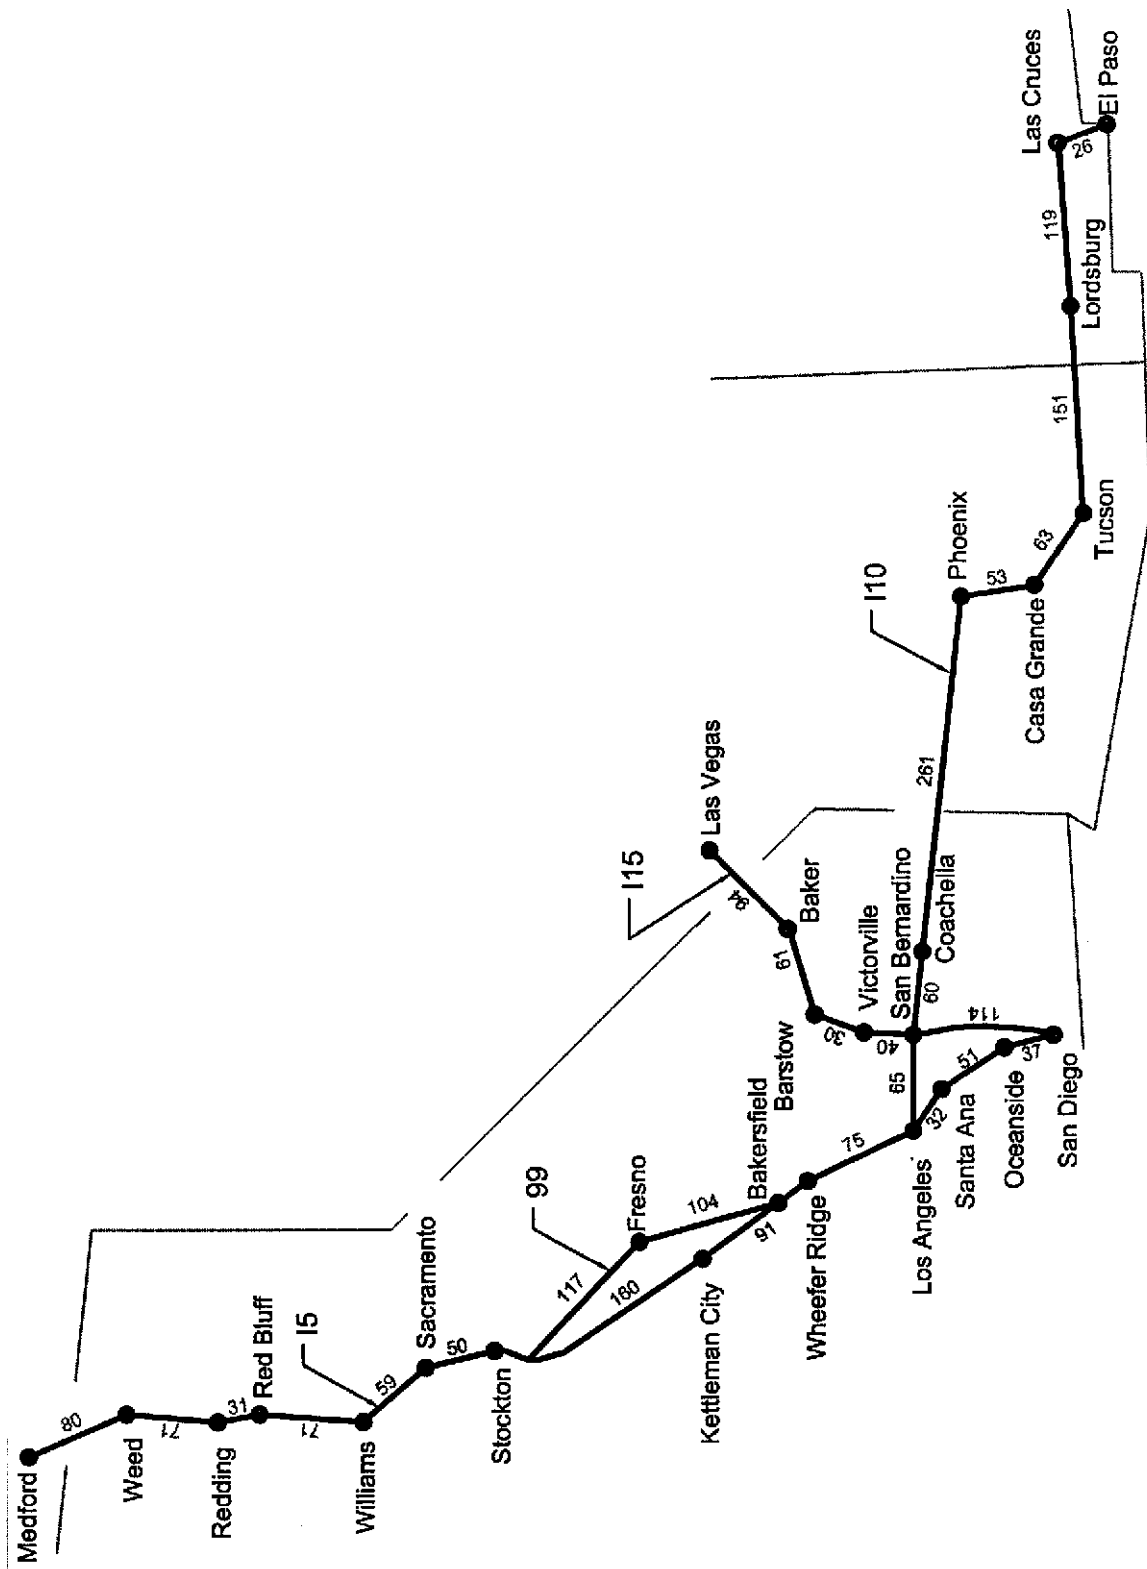 Medford
80
Weed
71
Redding
31
Red Bluff
71
I5
Williams
59
Sacramento
50
Stockton
99
117
Fresno
160
104
Kettleman City
91
Bakersfield
Wheefer Ridge
75
Los Angeles
65
32
Santa Ana
51
Oceanside
37
San Diego
114
San Bernardino
40
Victorville
30
Barstow
61
Baker
94
I15
Las Vegas
60
Coachella
261
I10
Phoenix
53
Casa Grande
63
Tucson
151
Lordsburg
119
Las Cruces
26
El Paso